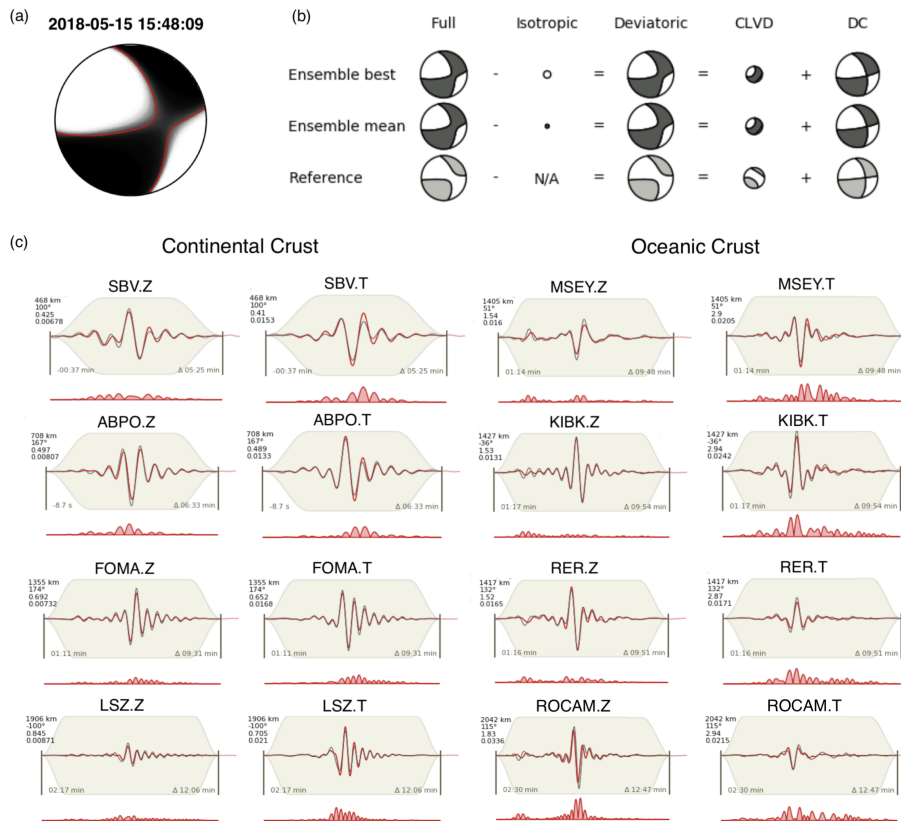 (a)
2018-05-15 15:48:09
(b)
Full Isotropic Deviatoric CLVD DC
Ensemble best - = = +
Ensemble mean - = = +
Reference - N/A = = +
(c)
Continental Crust Oceanic Crust
SBV.Z
468 km
100°
0.425
0.00678
-00:37 min Δ 05:25 min
SBV.T
468 km
100°
0.41
0.0153
-00:37 min Δ 05:25 min
MSEY.Z
1405 km
51°
1.54
0.016
01:14 min Δ 09:48 min
MSEY.T
1405 km
51°
2.9
0.0205
01:14 min Δ 09:48 min
ABPO.Z
708 km
167°
0.497
0.00807
-8.7 s Δ 06:33 min
ABPO.T
708 km
167°
0.489
0.0133
-8.7 s Δ 06:33 min
KIBK.Z
1427 km
-36°
1.53
0.0131
01:17 min Δ 09:54 min
KIBK.T
1427 km
-36°
2.94
0.0242
01:17 min Δ 09:54 min
FOMA.Z
1355 km
174°
0.692
0.00732
01:11 min Δ 09:31 min
FOMA.T
1355 km
174°
0.652
0.0168
01:11 min Δ 09:31 min
RER.Z
1417 km
132°
1.52
0.0165
01:16 min Δ 09:51 min
RER.T
1417 km
132°
2.87
0.0171
01:16 min Δ 09:51 min
LSZ.Z
1906 km
-100°
0.845
0.00871
02:17 min Δ 12:06 min
LSZ.T
1906 km
-100°
0.705
0.021
02:17 min Δ 12:06 min
ROCAM.Z
2042 km
115°
1.83
0.0336
02:30 min Δ 12:47 min
ROCAM.T
2042 km
115°
2.94
0.0215
02:30 min Δ 12:47 min